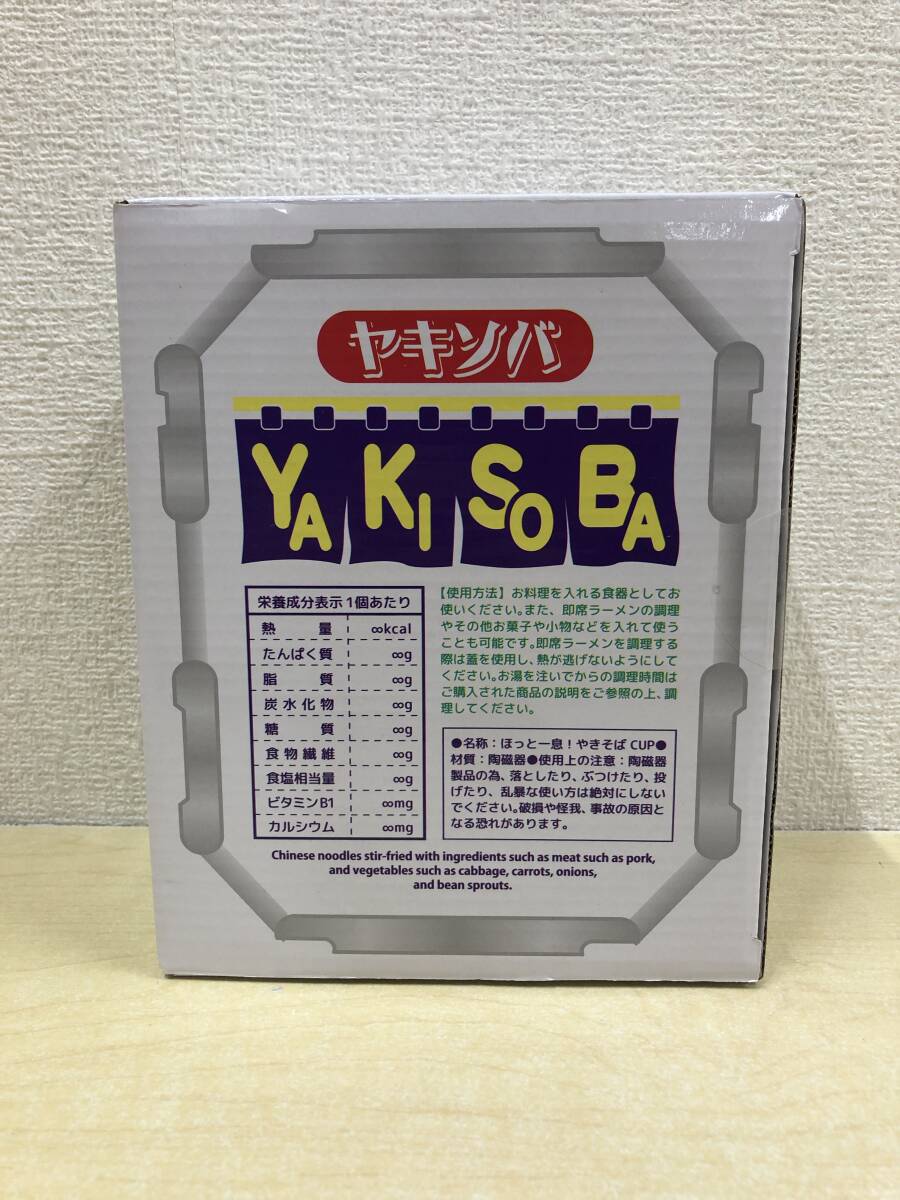 ヤキソバ
YAKISOBA
栄養成分表示1個あたり
熱量 ∞kcal
たんぱく質 ∞g
脂質 ∞g
炭水化物 ∞g
糖質 ∞g
食物繊維 ∞g
食塩相当量 ∞g
ビタミンB1 ∞mg
カルシウム ∞mg
【使用方法】お料理を入れる食器としてお
使いください。また、即席ラーメンの調理
やその他お菓子や小物などを入れて使う
ことも可能です。即席ラーメンを調理する
際は蓋を使用し、熱が逃げないようにして
ください。お湯を注いでからの調理時間は
ご購入された商品の説明をご参照の上、調
理してください。
●名称：ほっと一息！やきそば CUP●
材質：陶磁器●使用上の注意：陶磁器
製品の為、落としたり、ぶつけたり、投
げたり、乱暴な使い方は絶対にしない
でください。破損や怪我、事故の原因と
なる恐れがあります。
Chinese noodles stir-fried with ingredients such as meat such as pork,
and vegetables such as cabbage, carrots, onions,
and bean sprouts.